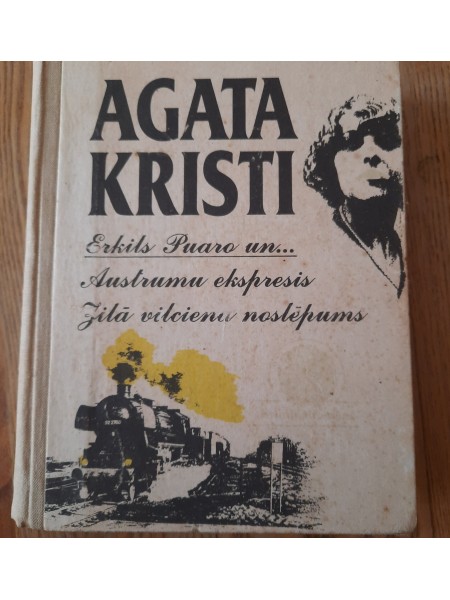 AGATA
KRISTI
Erkils Puaro un...
Austrumu ekspresis
Zilā vilciena noslēpums